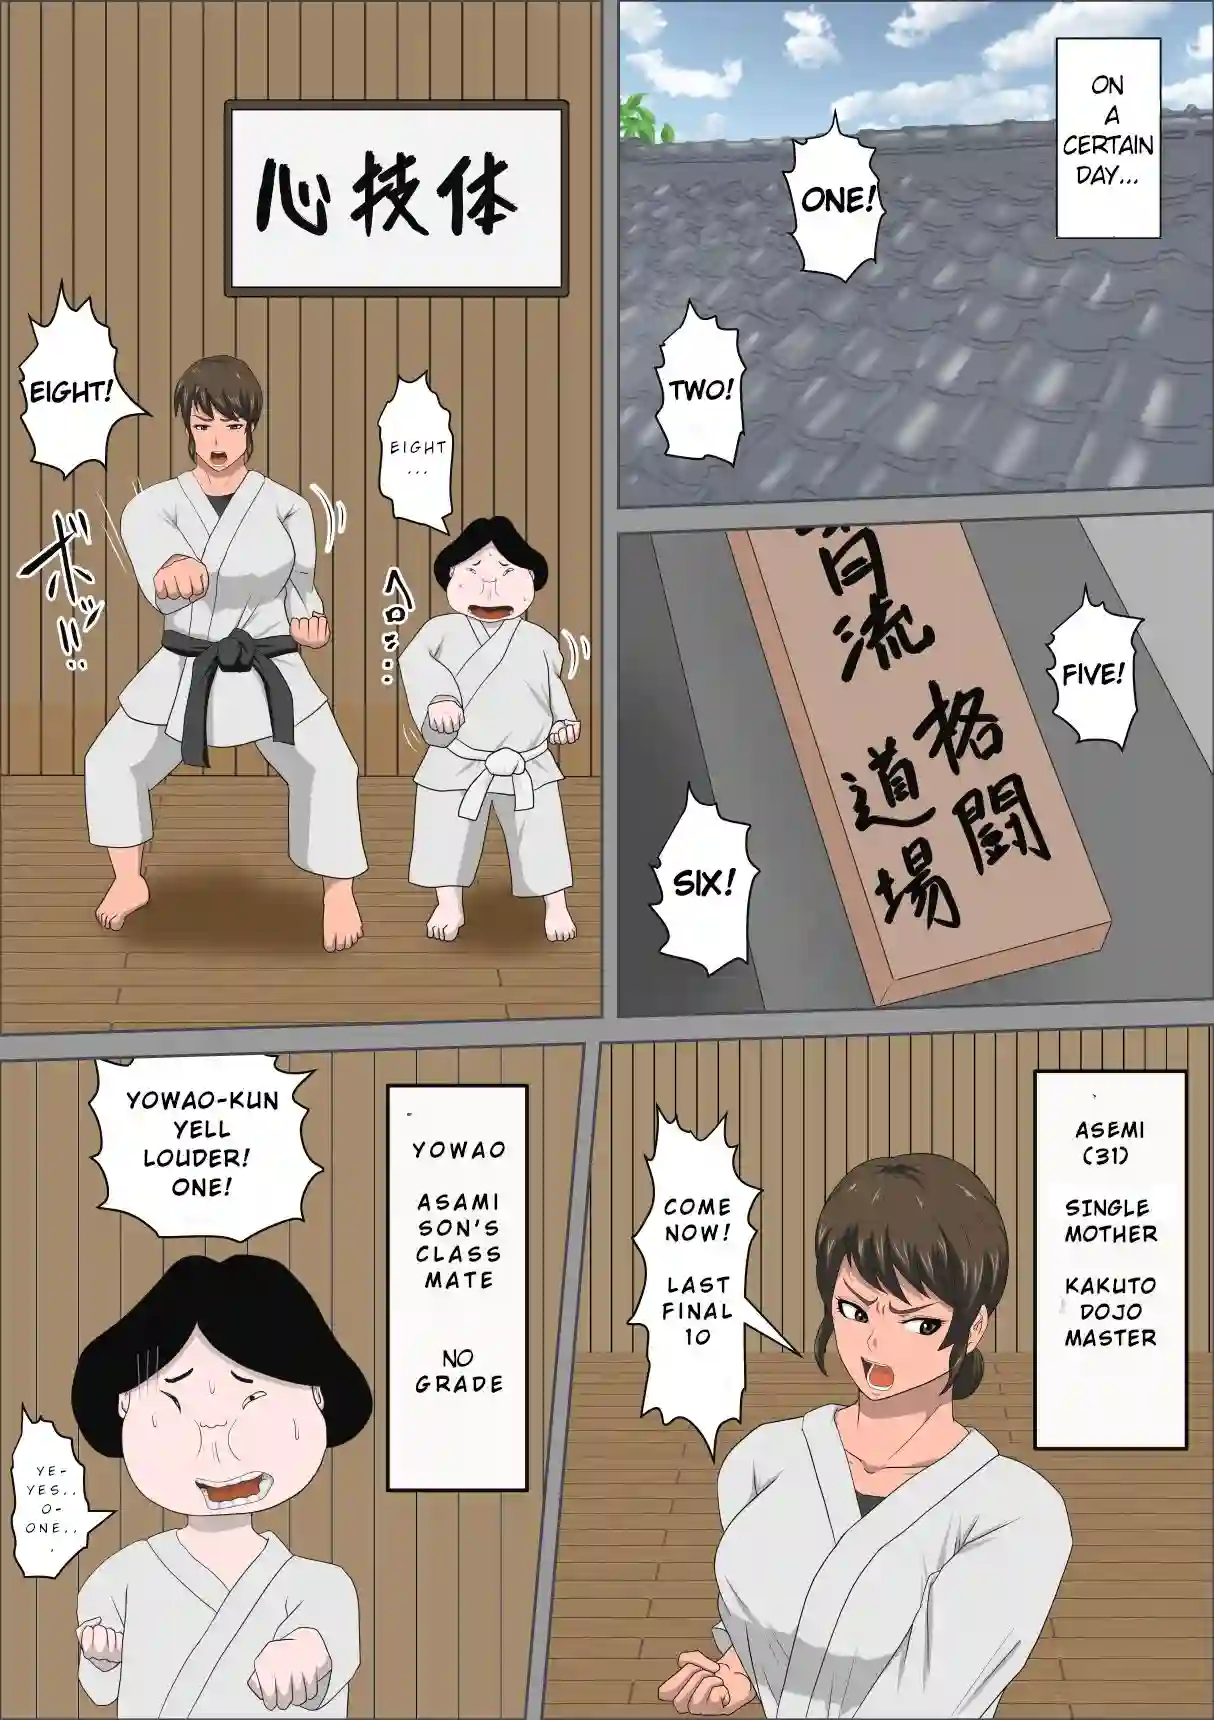 ON
A
CERTAIN
DAY...
ONE!
TWO!
FIVE!
流
格闘
道場
SIX!
心技体
EIGHT!
EIGHT
...
ボッ!!
ヘロ...
ASEMI
(31)
SINGLE
MOTHER
KAKUTO
DOJO
MASTER
COME
NOW!
LAST
FINAL
10
YOWAO-KUN
YELL
LOUDER!
ONE!
YOWAO
ASAMI
SON'S
CLASS
MATE
NO
GRADE
YE-
YES..
O-
ONE..
.